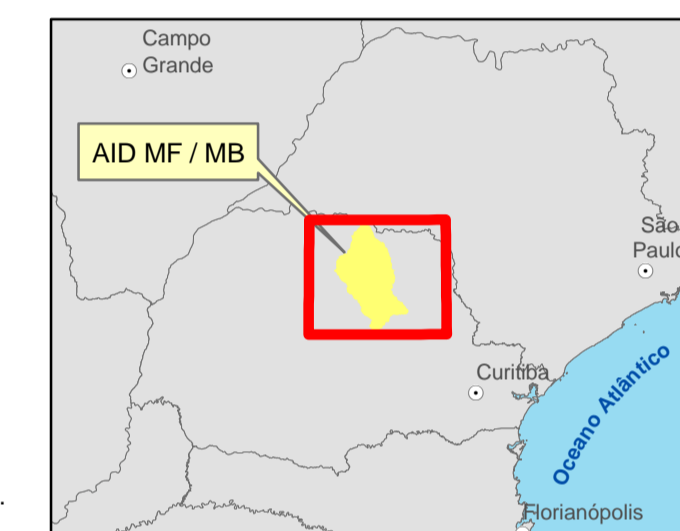 Campo
Grande
AID MF / MB
São
Paulo
Curitiba
Oceano Atlântico
Florianópolis
.